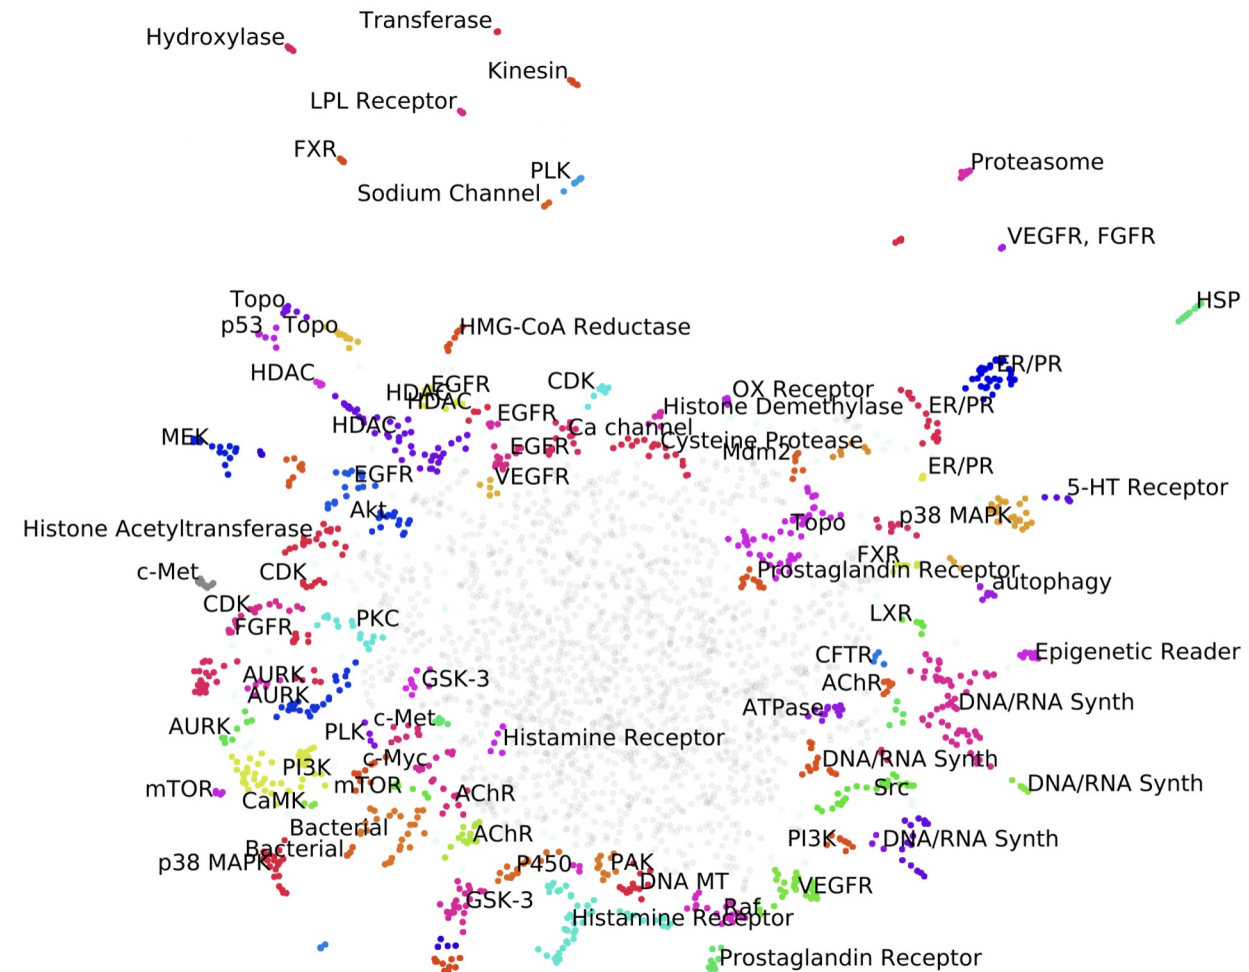 Transferase
Hydroxylase
Kinesin
LPL Receptor
FXR
Proteasome
PLK
Sodium Channel
VEGFR, FGFR
Topo
HSP
p53
Topo
HMG-CoA Reductase
ER/PR
HDAC
CDK
EGFR
OX Receptor
HDAC
HDAC
Histone Demethylase
ER/PR
EGFR
HDAC
Ca channel
MEK
Cysteine Protease
EGFR
Mdm2
ER/PR
EGFR
VEGFR
5-HT Receptor
Akt
p38 MAPK
Topo
Histone Acetyltransferase
FXR
c-Met
CDK
Prostaglandin Receptor
autophagy
CDK
LXR
PKC
FGFR
Epigenetic Reader
CFTR
AURK
GSK-3
AChR
AURK
DNA/RNA Synth
ATPase
c-Met
AURK
PLK
Histamine Receptor
c-Myc
DNA/RNA Synth
PI3K
mTOR
mTOR
DNA/RNA Synth
Src
AChR
CaMK
Bacterial
AChR
PI3K
DNA/RNA Synth
Bacterial
p38 MAPK
P450
PAK
DNA MT
VEGFR
GSK-3
Raf
Histamine Receptor
Prostaglandin Receptor